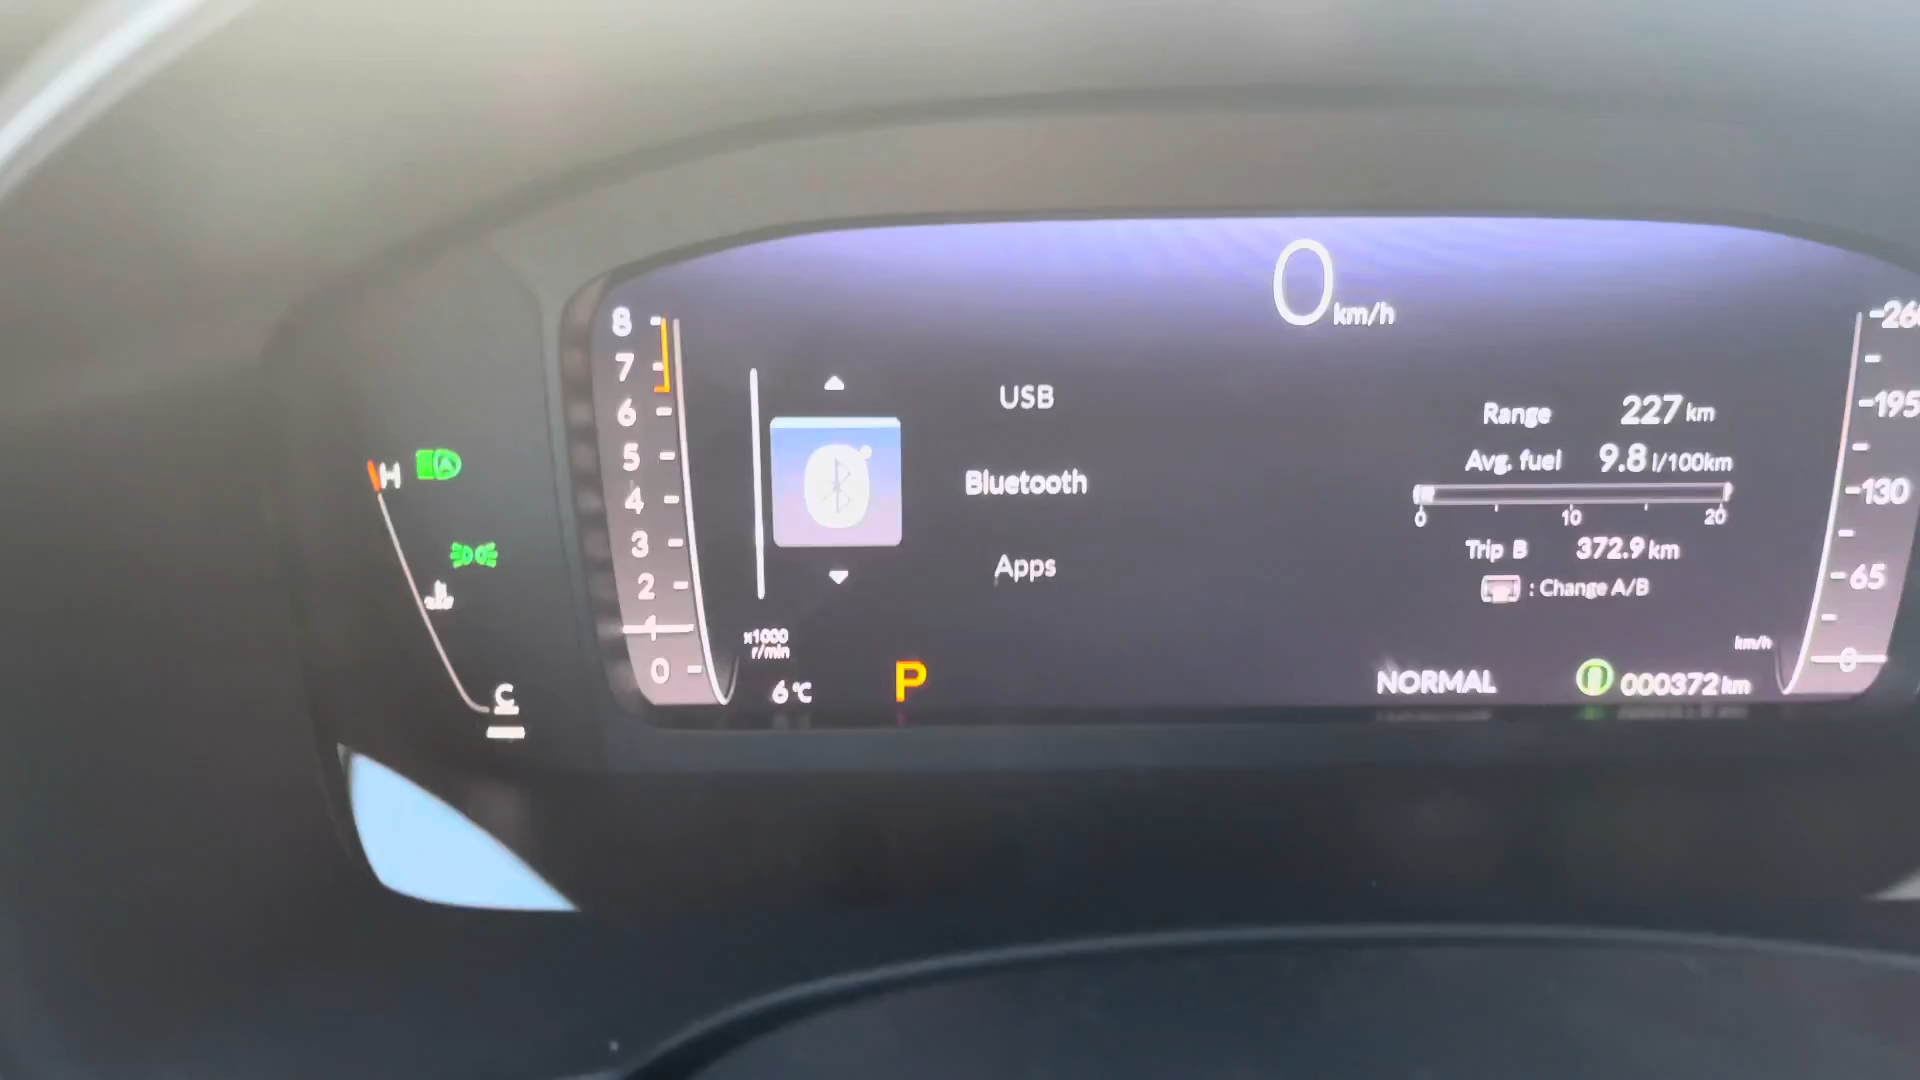 0 km/h
8
7
6
5
4
3
2
1
0
x1000
r/min
H
A
C
USB
Bluetooth
Apps
Range 227 km
Avg. fuel 9.8 l/100km
0 10 20
Trip B 372.9 km
: Change A/B
6 °C
P
NORMAL
000372 km
195
130
65
km/h
0